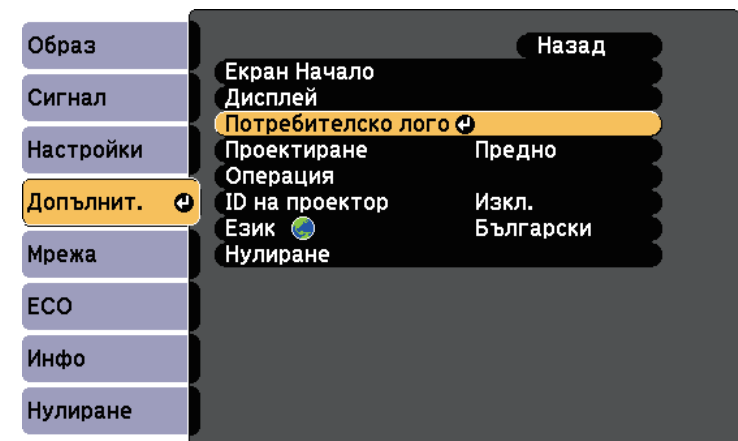 Образ
Сигнал
Настройки
Допълнит.
Мрежа
ECO
Инфо
Нулиране
Назад
Екран Начало
Дисплей
Потребителско лого
Проектиране Предно
Операция
ID на проектор Изкл.
Език Български
Нулиране